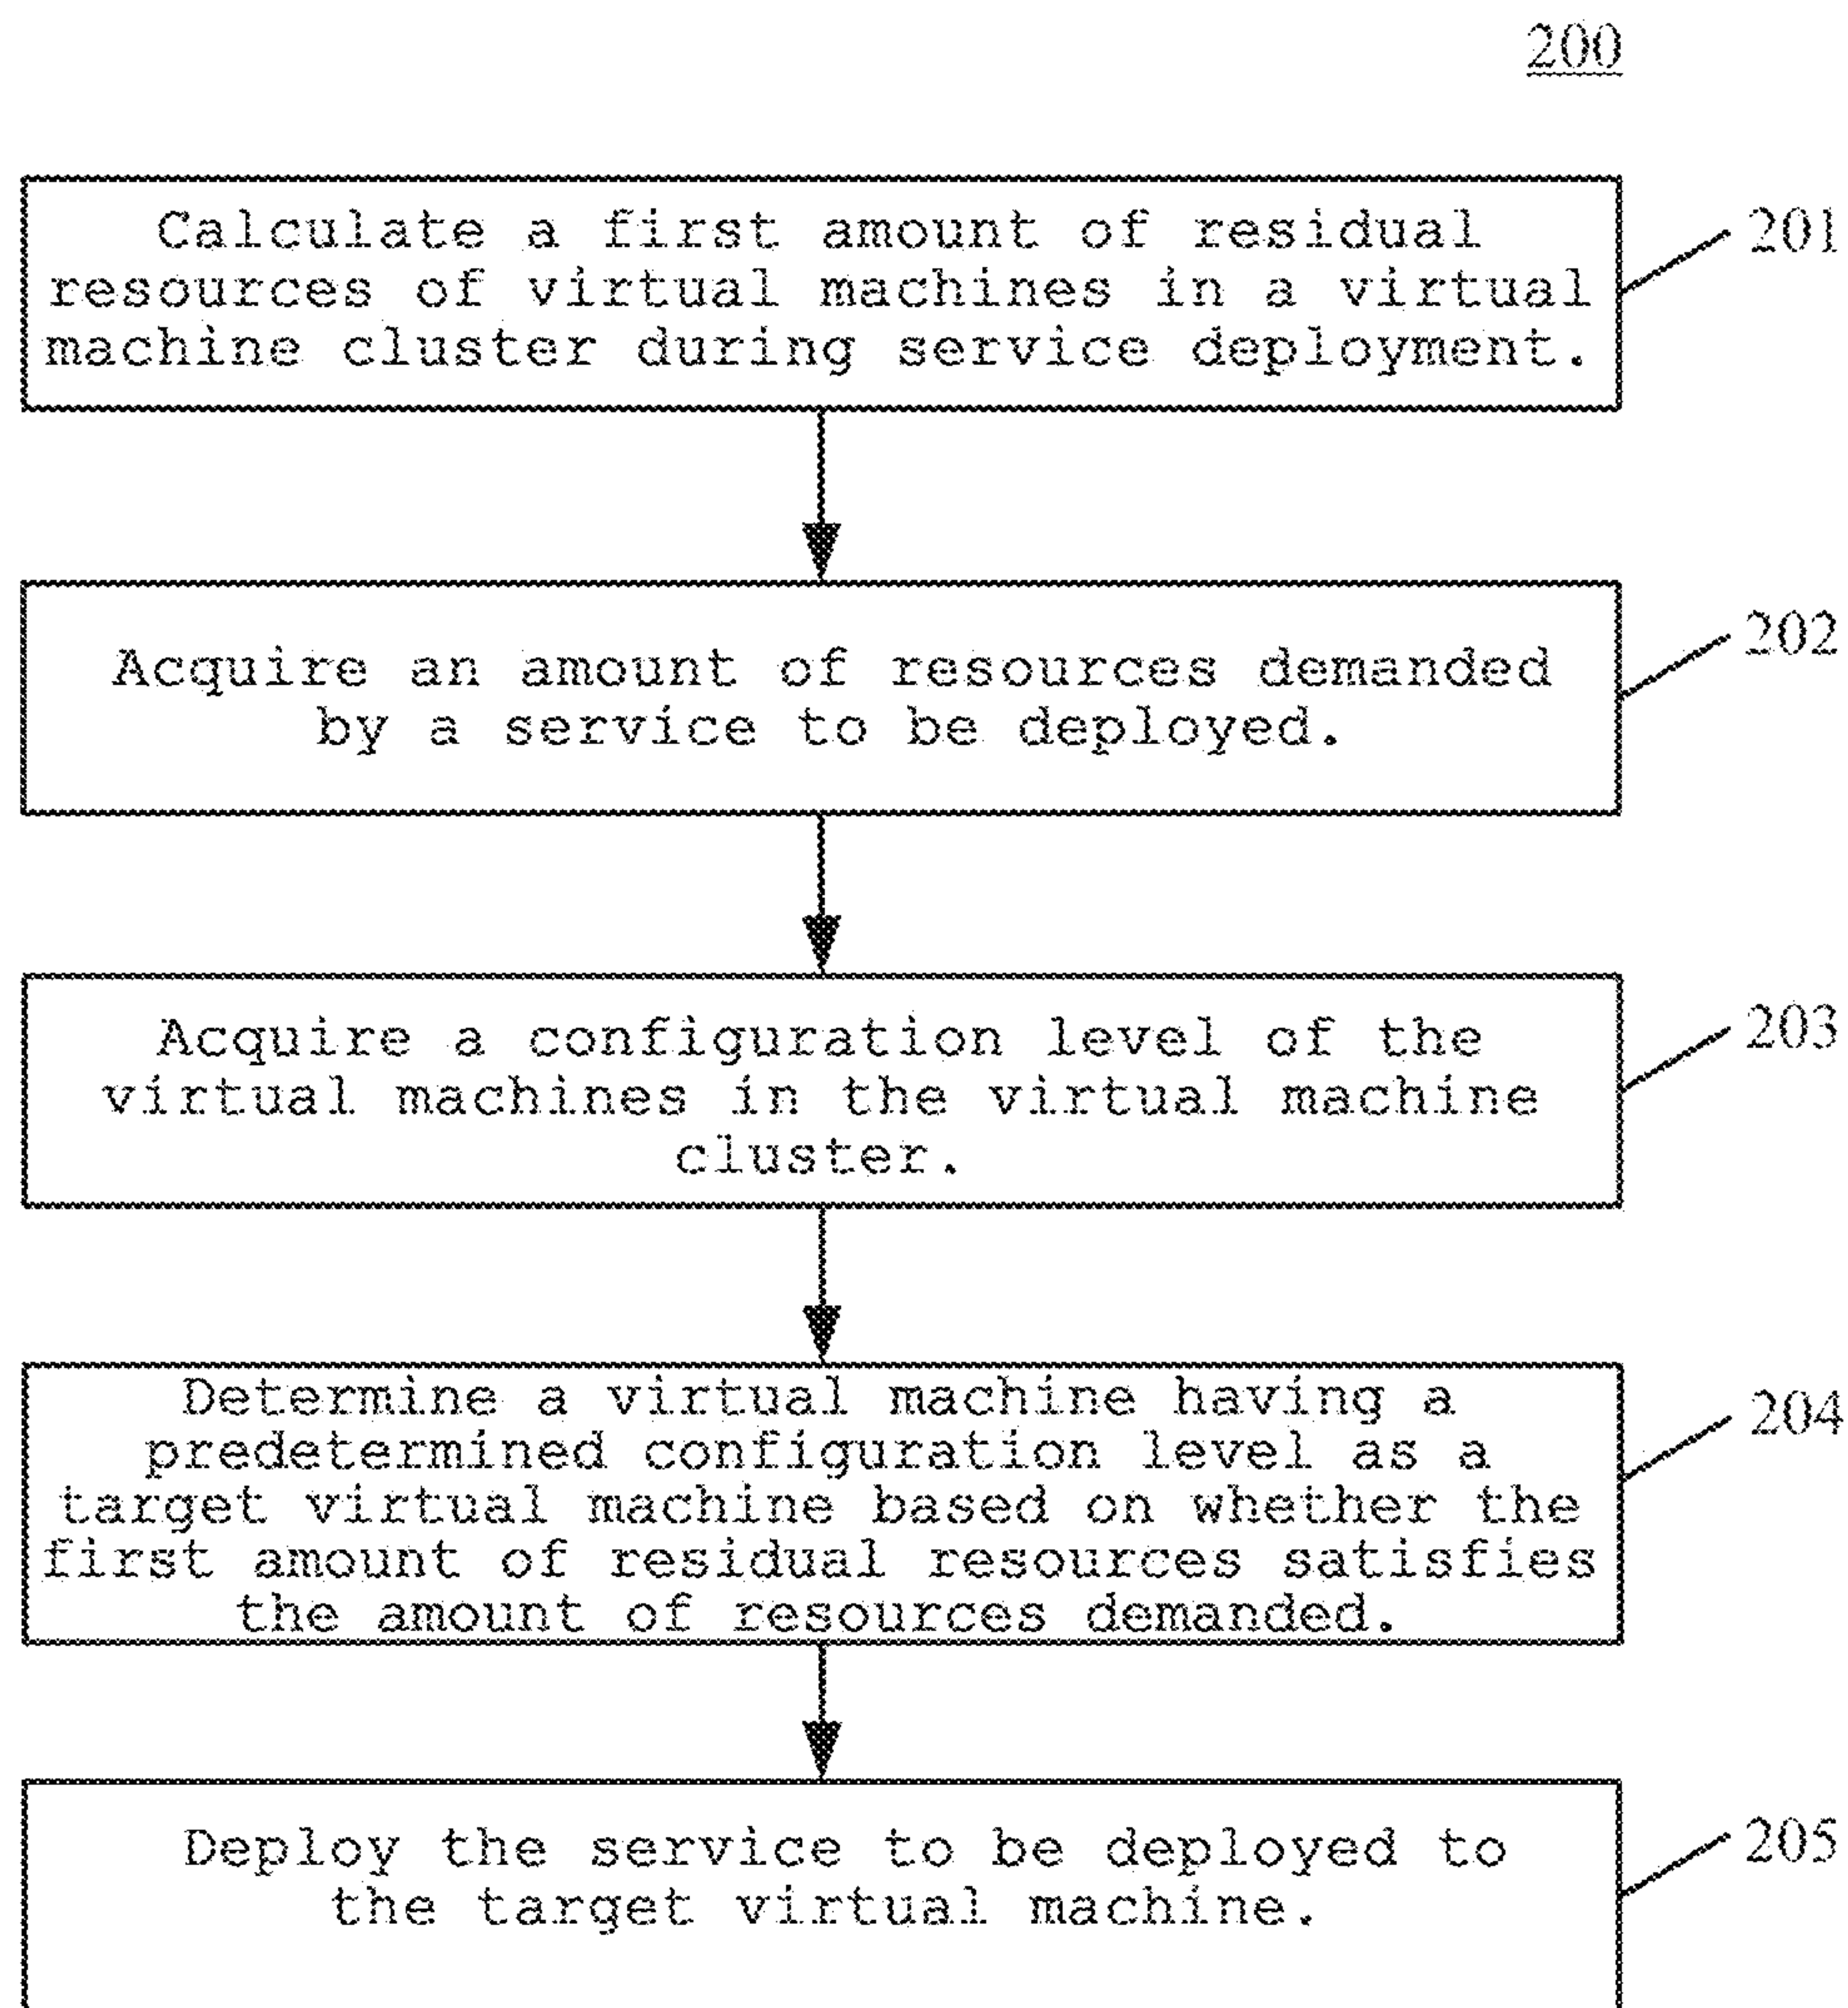 200
Calculate a first amount of residual
resources of virtual machines in a virtual
machine cluster during service deployment.
201
Acquire an amount of resources demanded
by a service to be deployed.
202
Acquire a configuration level of the
virtual machines in the virtual machine
cluster.
203
Determine a virtual machine having a
predetermined configuration level as a
target virtual machine based on whether the
first amount of residual resources satisfies
the amount of resources demanded.
204
Deploy the service to be deployed to
the target virtual machine.
205